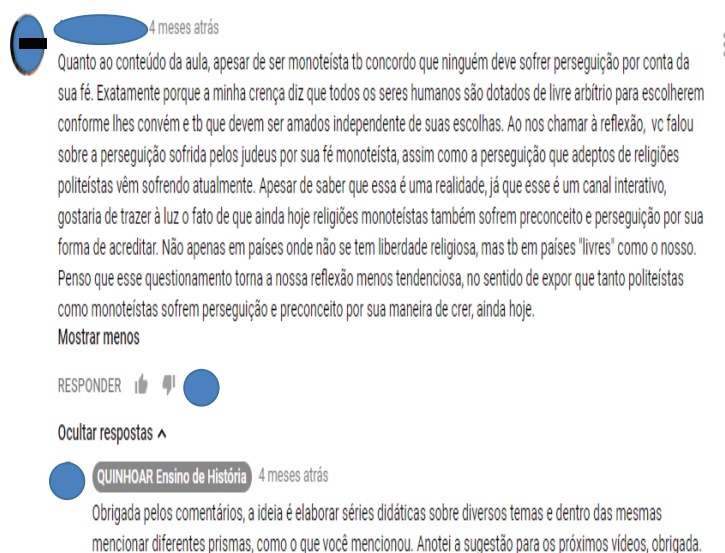 4 meses atrás
Quanto ao conteúdo da aula, apesar de ser monoteísta tb concordo que ninguém deve sofrer perseguição por conta da
sua fé. Exatamente porque a minha crença diz que todos os seres humanos são dotados de livre arbítrio para escolherem
conforme lhes convém e tb que devem ser amados independente de suas escolhas. Ao nos chamar à reflexão, vc falou
sobre a perseguição sofrida pelos judeus por sua fé monoteísta, assim como a perseguição que adeptos de religiões
politeístas vêm sofrendo atualmente. Apesar de saber que essa é uma realidade, já que esse é um canal interativo,
gostaria de trazer à luz o fato de que ainda hoje religiões monoteístas também sofrem preconceito e perseguição por sua
forma de acreditar. Não apenas em países onde não se tem liberdade religiosa, mas tb em países "livres" como o nosso.
Penso que esse questionamento torna a nossa reflexão menos tendenciosa, no sentido de expor que tanto politeístas
como monoteístas sofrem perseguição e preconceito por sua maneira de crer, ainda hoje.
Mostrar menos
RESPONDER
Ocultar respostas
QUINHOAR Ensino de História 4 meses atrás
Obrigada pelos comentários, a ideia é elaborar séries didáticas sobre diversos temas e dentro das mesmas
mencionar diferentes prismas, como o que você mencionou. Anotei a sugestão para os próximos vídeos, obrigada.